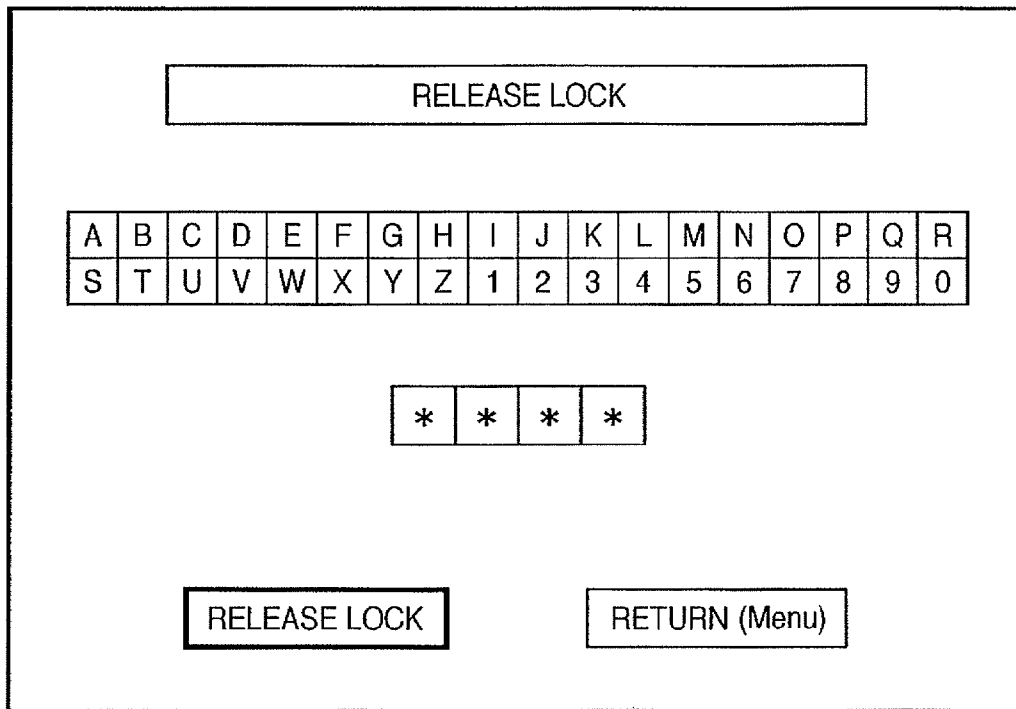 RELEASE LOCK
A B C D E F G H I J K L M N O P Q R
S T U V W X Y Z 1 2 3 4 5 6 7 8 9 0
* * * *
RELEASE LOCK RETURN (Menu)